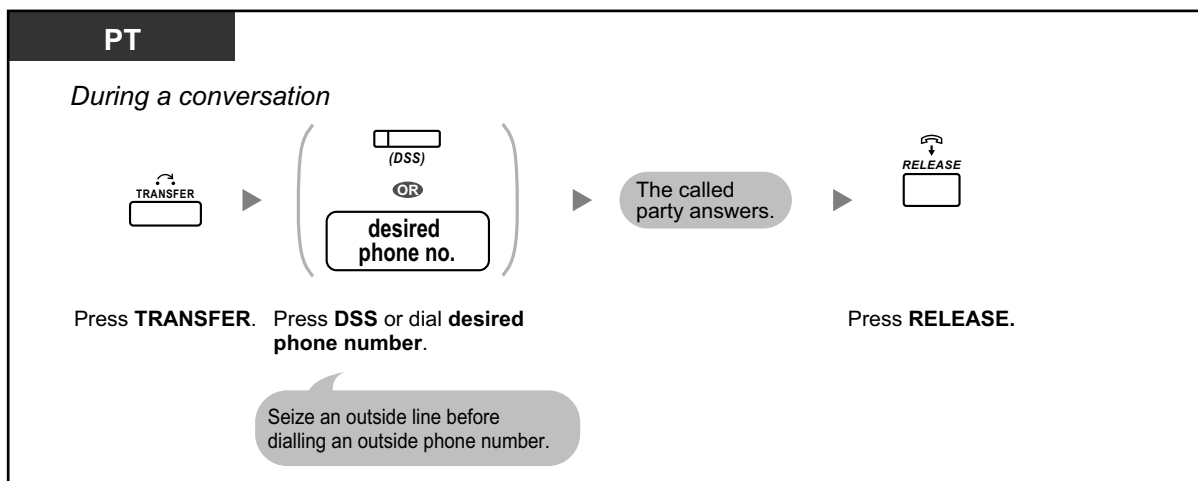 PT
During a conversation
TRANSFER
(DSS)
OR
desired
phone no.
The called
party answers.
RELEASE
Press TRANSFER.
Press DSS or dial desired
phone number.
Press RELEASE.
Seize an outside line before
dialling an outside phone number.